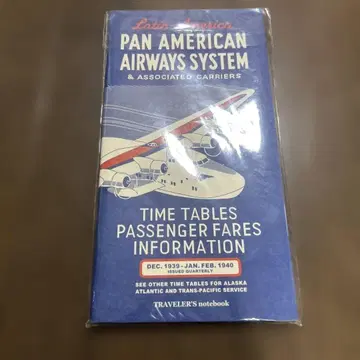 Latin American
PAN AMERICAN
AIRWAYS SYSTEM
& ASSOCIATED CARRIERS
TIME TABLES
PASSENGER FARES
INFORMATION
DEC. 1939-JAN. FEB. 1940
ISSUED QUARTERLY
SEE OTHER TIME TABLES FOR ALASKA
ATLANTIC AND TRANS-PACIFIC SERVICE
TRAVELER'S notebook